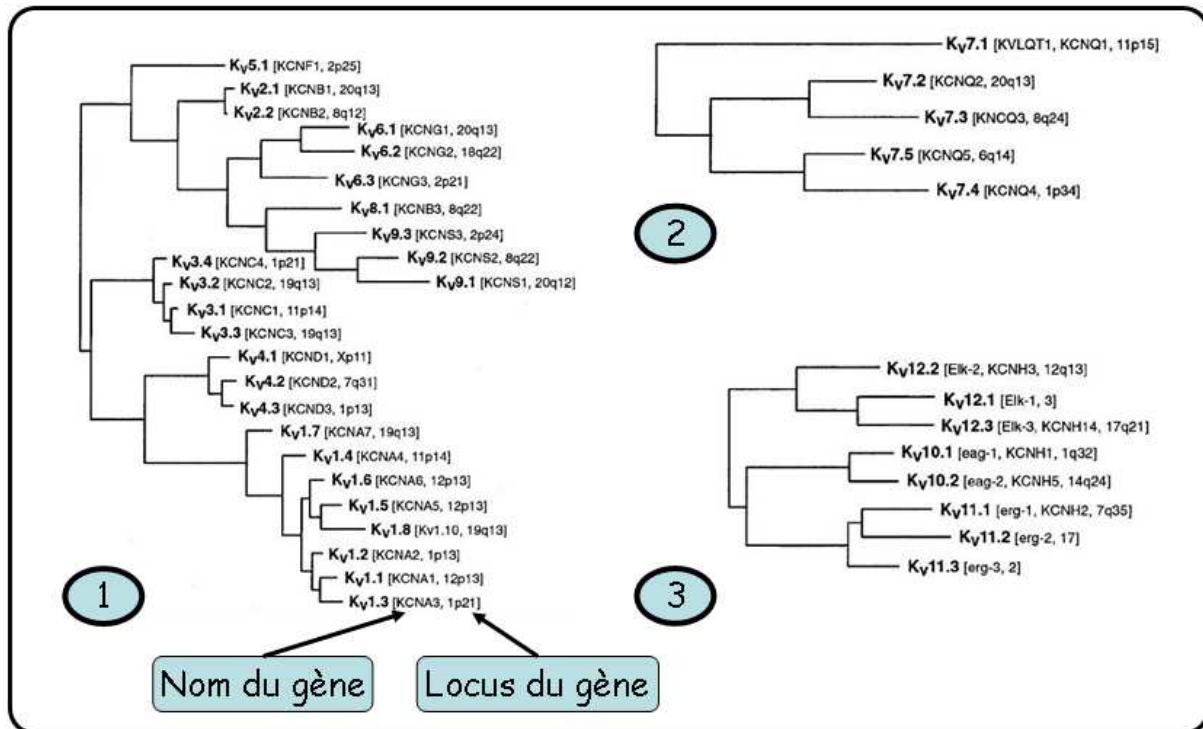 Kv5.1 [KCNF1, 2p25]
Kv2.1 [KCNB1, 20q13]
Kv2.2 [KCNB2, 8q12]
Kv6.1 [KCNG1, 20q13]
Kv6.2 [KCNG2, 18q22]
Kv6.3 [KCNG3, 2p21]
Kv8.1 [KCNB3, 8q22]
Kv9.3 [KCNS3, 2p24]
Kv9.2 [KCNS2, 8q22]
Kv9.1 [KCNS1, 20q12]
Kv3.4 [KCNC4, 1p21]
Kv3.2 [KCNC2, 19q13]
Kv3.1 [KCNC1, 11p14]
Kv3.3 [KCNC3, 19q13]
Kv4.1 [KCND1, Xp11]
Kv4.2 [KCND2, 7q31]
Kv4.3 [KCND3, 1p13]
Kv1.7 [KCNA7, 19q13]
Kv1.4 [KCNA4, 11p14]
Kv1.6 [KCNA6, 12p13]
Kv1.5 [KCNA5, 12p13]
Kv1.8 [Kv1.10, 19q13]
Kv1.2 [KCNA2, 1p13]
Kv1.1 [KCNA1, 12p13]
Kv1.3 [KCNA3, 1p21]
1
Nom du gène
Locus du gène
Kv7.1 [KVLQT1, KCNQ1, 11p15]
Kv7.2 [KCNQ2, 20q13]
Kv7.3 [KNCQ3, 8q24]
Kv7.5 [KCNQ5, 6q14]
Kv7.4 [KCNQ4, 1p34]
2
Kv12.2 [Elk-2, KCNH3, 12q13]
Kv12.1 [Elk-1, 3]
Kv12.3 [Elk-3, KCNH14, 17q21]
Kv10.1 [eag-1, KCNH1, 1q32]
Kv10.2 [eag-2, KCNH5, 14q24]
Kv11.1 [erg-1, KCNH2, 7q35]
Kv11.2 [erg-2, 17]
Kv11.3 [erg-3, 2]
3